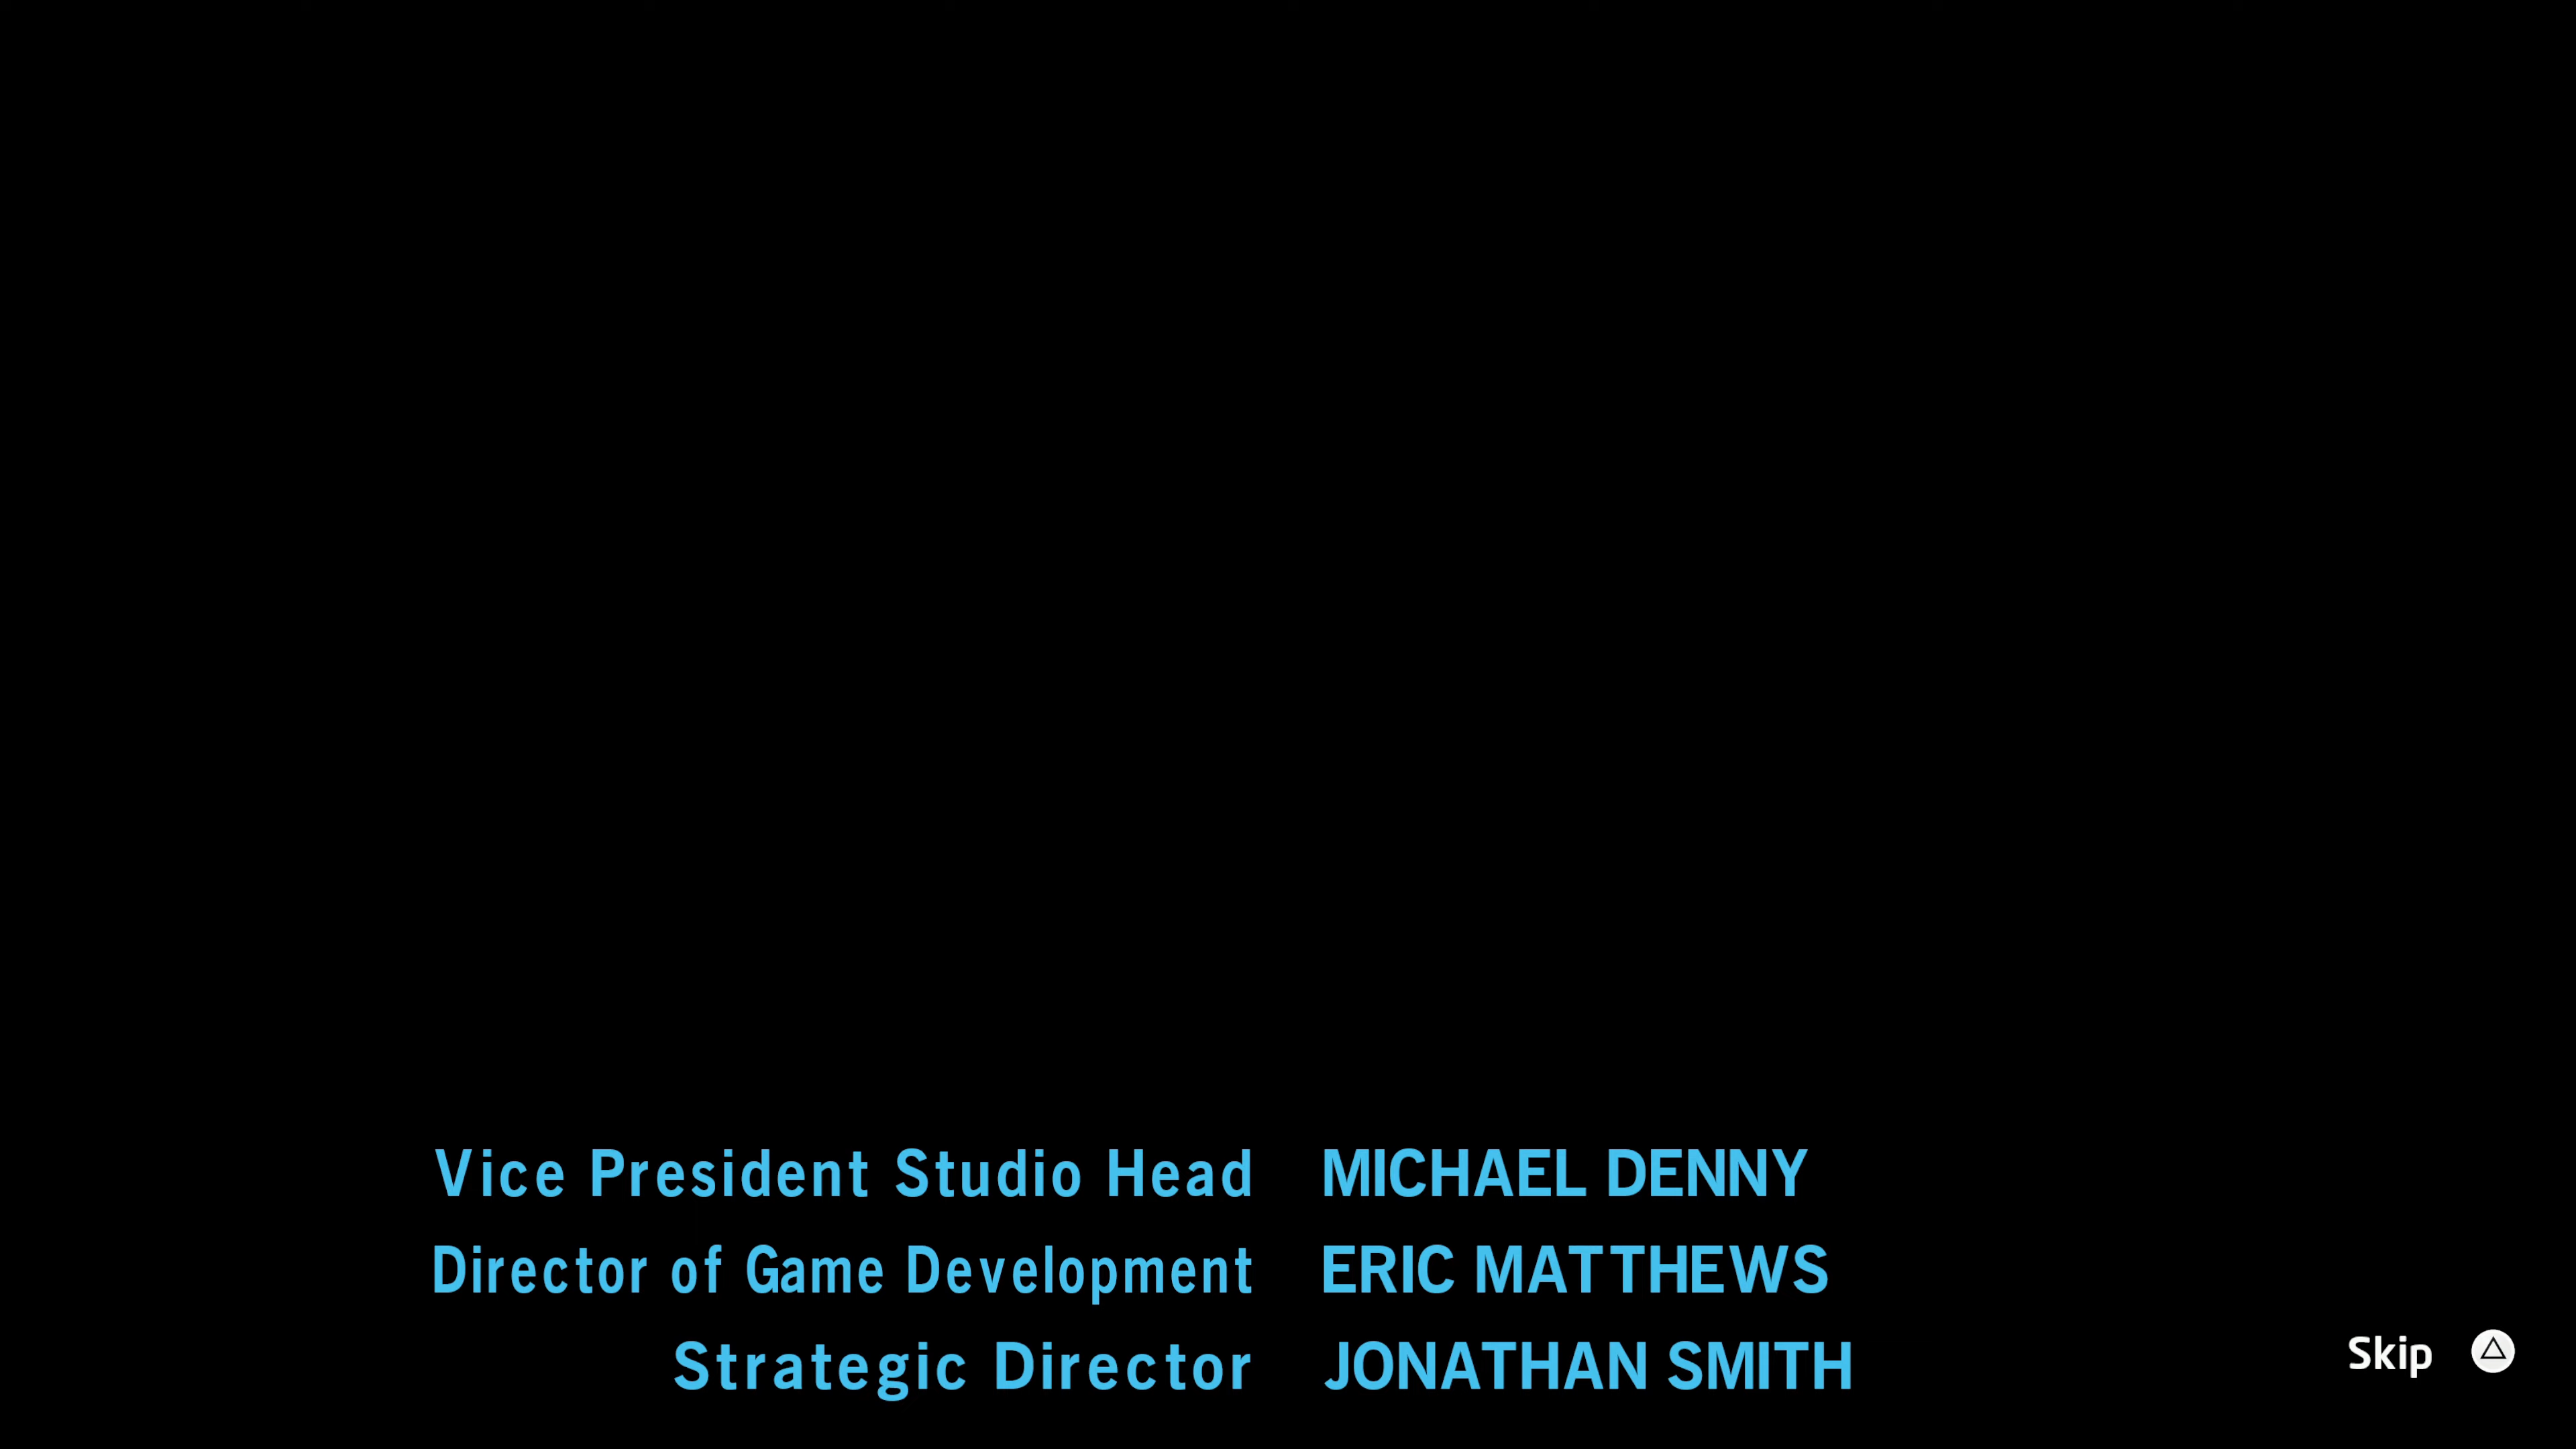 Vice President Studio Head MICHAEL DENNY
Director of Game Development ERIC MATTHEWS
Strategic Director JONATHAN SMITH
Skip